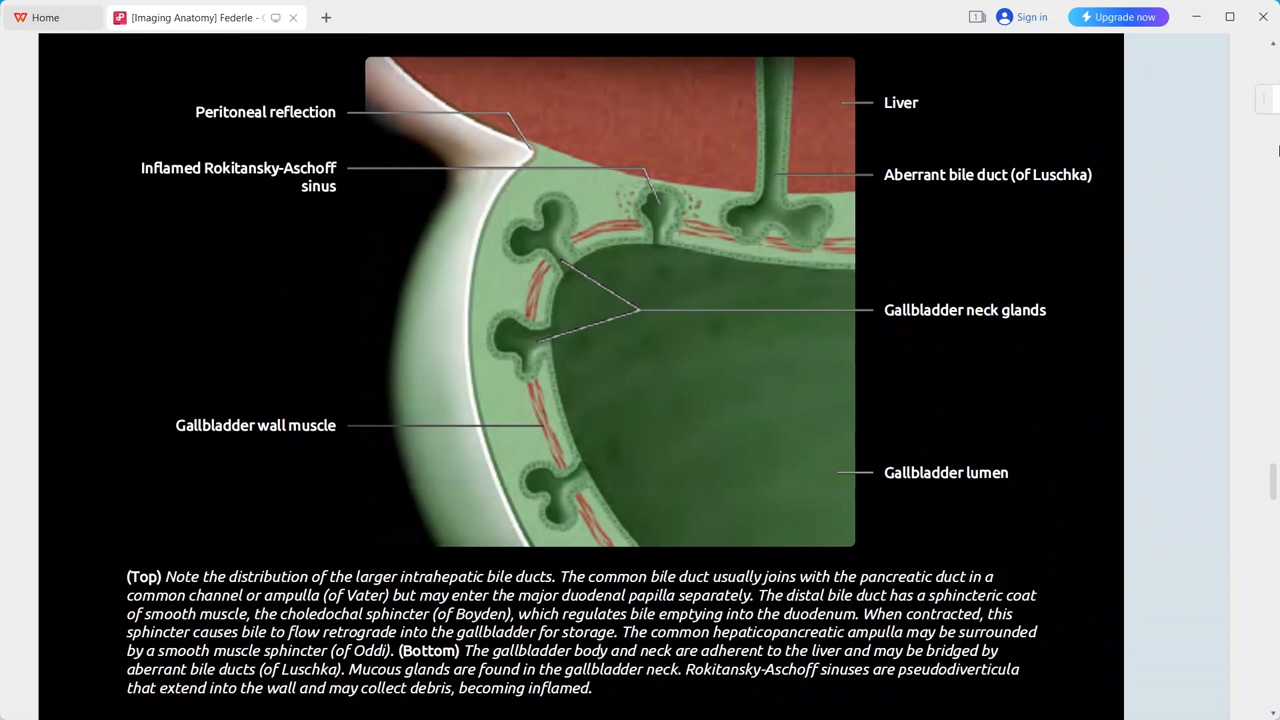 Home
[Imaging Anatomy] Federle -
1
Sign in
Upgrade now
Peritoneal reflection
Inflamed Rokitansky-Aschoff
sinus
Gallbladder wall muscle
Liver
Aberrant bile duct (of Luschka)
Gallbladder neck glands
Gallbladder lumen
(Top) Note the distribution of the larger intrahepatic bile ducts. The common bile duct usually joins with the pancreatic duct in a
common channel or ampulla (of Vater) but may enter the major duodenal papilla separately. The distal bile duct has a sphincteric coat
of smooth muscle, the choledochal sphincter (of Boyden), which regulates bile emptying into the duodenum. When contracted, this
sphincter causes bile to flow retrograde into the gallbladder for storage. The common hepaticopancreatic ampulla may be surrounded
by a smooth muscle sphincter (of Oddi). (Bottom) The gallbladder body and neck are adherent to the liver and may be bridged by
aberrant bile ducts (of Luschka). Mucous glands are found in the gallbladder neck. Rokitansky-Aschoff sinuses are pseudodiverticula
that extend into the wall and may collect debris, becoming inflamed.